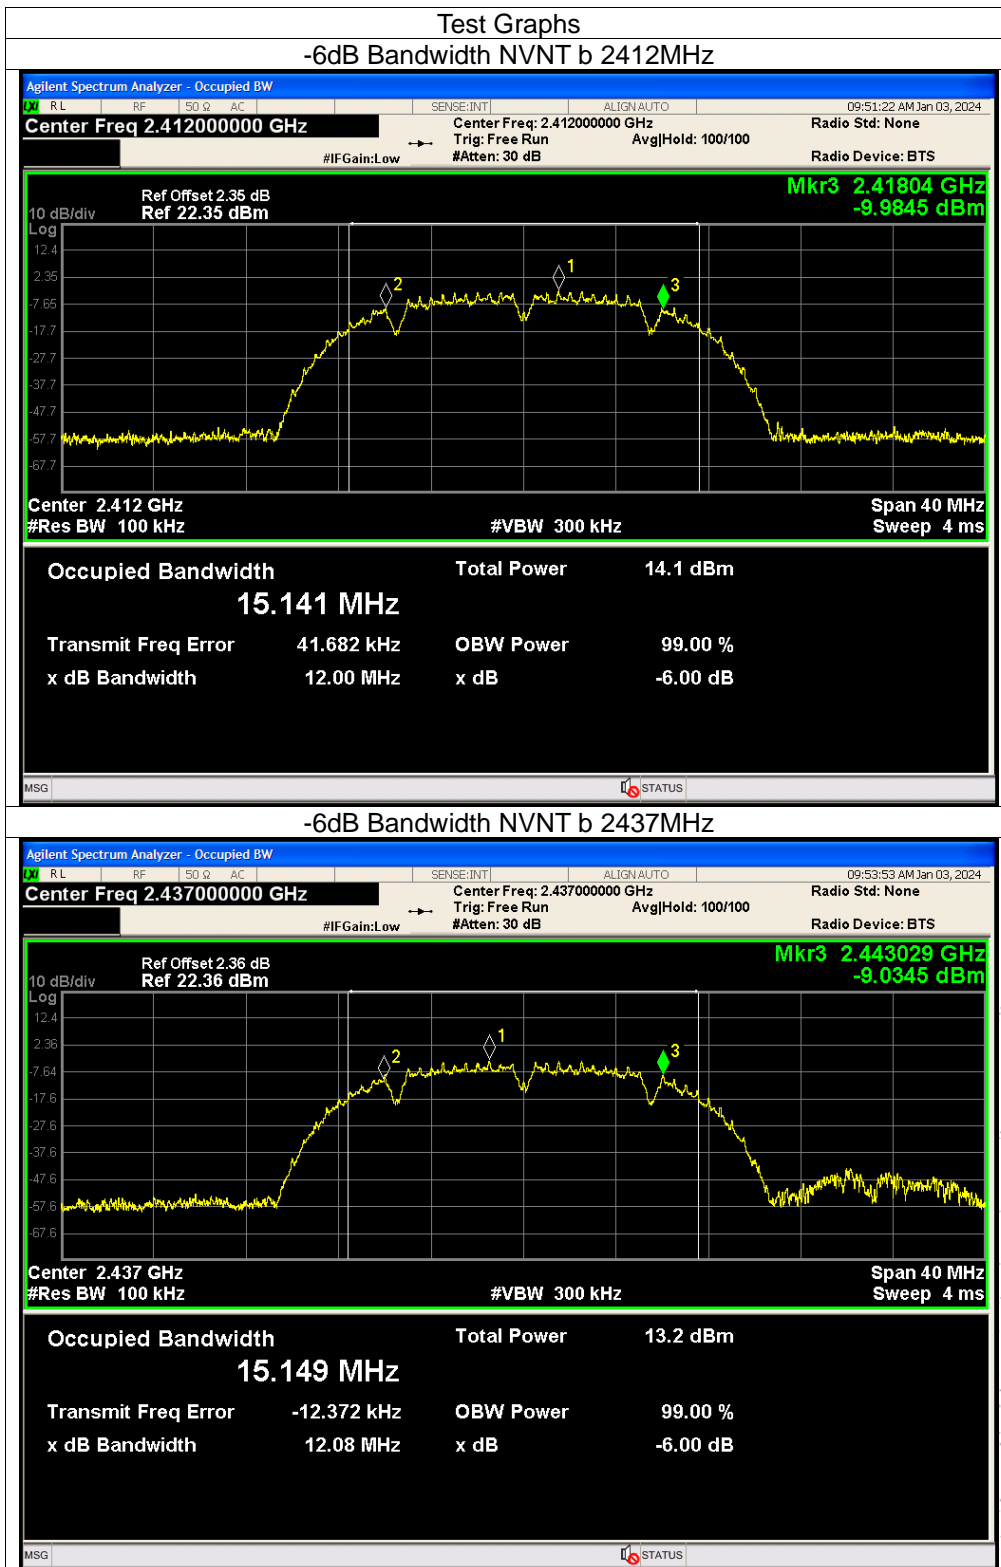 Test Graphs
-6dB Bandwidth NVNT b 2412MHz
Agilent Spectrum Analyzer - Occupied BW
LXI RL RF 50 Ω AC SENSE:INT ALIGN AUTO 09:51:22 AM Jan 03, 2024
Center Freq 2.412000000 GHz Center Freq: 2.412000000 GHz Radio Std: None
Trig: Free Run Avg|Hold: 100/100
#IFGain:Low #Atten: 30 dB Radio Device: BTS
Mkr3 2.41804 GHz
-9.9845 dBm
Ref Offset 2.35 dB
10 dB/div Ref 22.35 dBm
Log
12.4
2.35
-7.65
-17.7
-27.7
-37.7
-47.7
-57.7
-67.7
1
2
3
Center 2.412 GHz Span 40 MHz
#Res BW 100 kHz #VBW 300 kHz Sweep 4 ms
Occupied Bandwidth Total Power 14.1 dBm
15.141 MHz
Transmit Freq Error 41.682 kHz OBW Power 99.00 %
x dB Bandwidth 12.00 MHz x dB -6.00 dB
MSG STATUS
-6dB Bandwidth NVNT b 2437MHz
Agilent Spectrum Analyzer - Occupied BW
LXI RL RF 50 Ω AC SENSE:INT ALIGN AUTO 09:53:53 AM Jan 03, 2024
Center Freq 2.437000000 GHz Center Freq: 2.437000000 GHz Radio Std: None
Trig: Free Run Avg|Hold: 100/100
#IFGain:Low #Atten: 30 dB Radio Device: BTS
Mkr3 2.443029 GHz
-9.0345 dBm
Ref Offset 2.36 dB
10 dB/div Ref 22.36 dBm
Log
12.4
2.36
-7.64
-17.6
-27.6
-37.6
-47.6
-57.6
-67.6
1
2
3
Center 2.437 GHz Span 40 MHz
#Res BW 100 kHz #VBW 300 kHz Sweep 4 ms
Occupied Bandwidth Total Power 13.2 dBm
15.149 MHz
Transmit Freq Error -12.372 kHz OBW Power 99.00 %
x dB Bandwidth 12.08 MHz x dB -6.00 dB
MSG STATUS